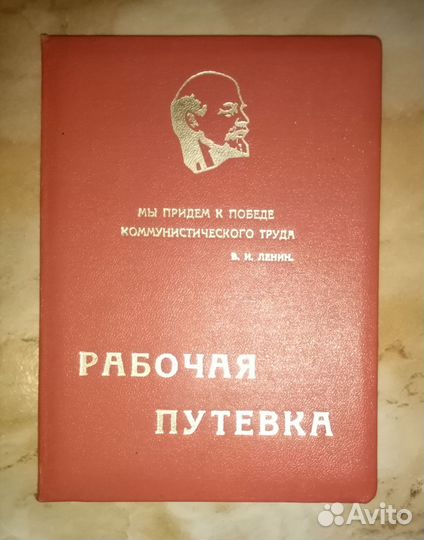 МЫ ПРИДЕМ К ПОБЕДЕ
КОММУНИСТИЧЕСКОГО ТРУДА
В. И. ЛЕНИН.
РАБОЧАЯ
ПУТЕВКА
Avito